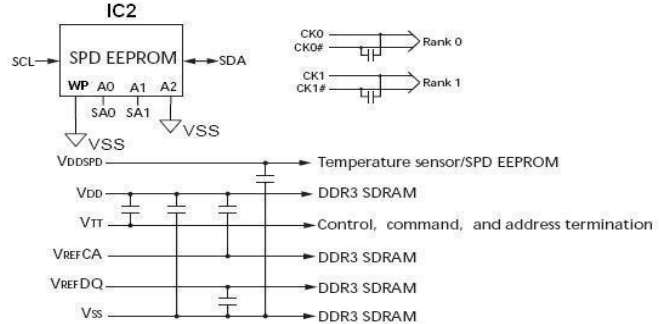 IC2
SPD EEPROM
SCL
SDA
WP A0 A1 A2
SA0 SA1
VSS
VSS
CK0
CK0#
Rank 0
CK1
CK1#
Rank 1
VDDSPD Temperature sensor/SPD EEPROM
VDD DDR3 SDRAM
VTT Control, command, and address termination
VREFCA DDR3 SDRAM
VREFDQ DDR3 SDRAM
VSS DDR3 SDRAM